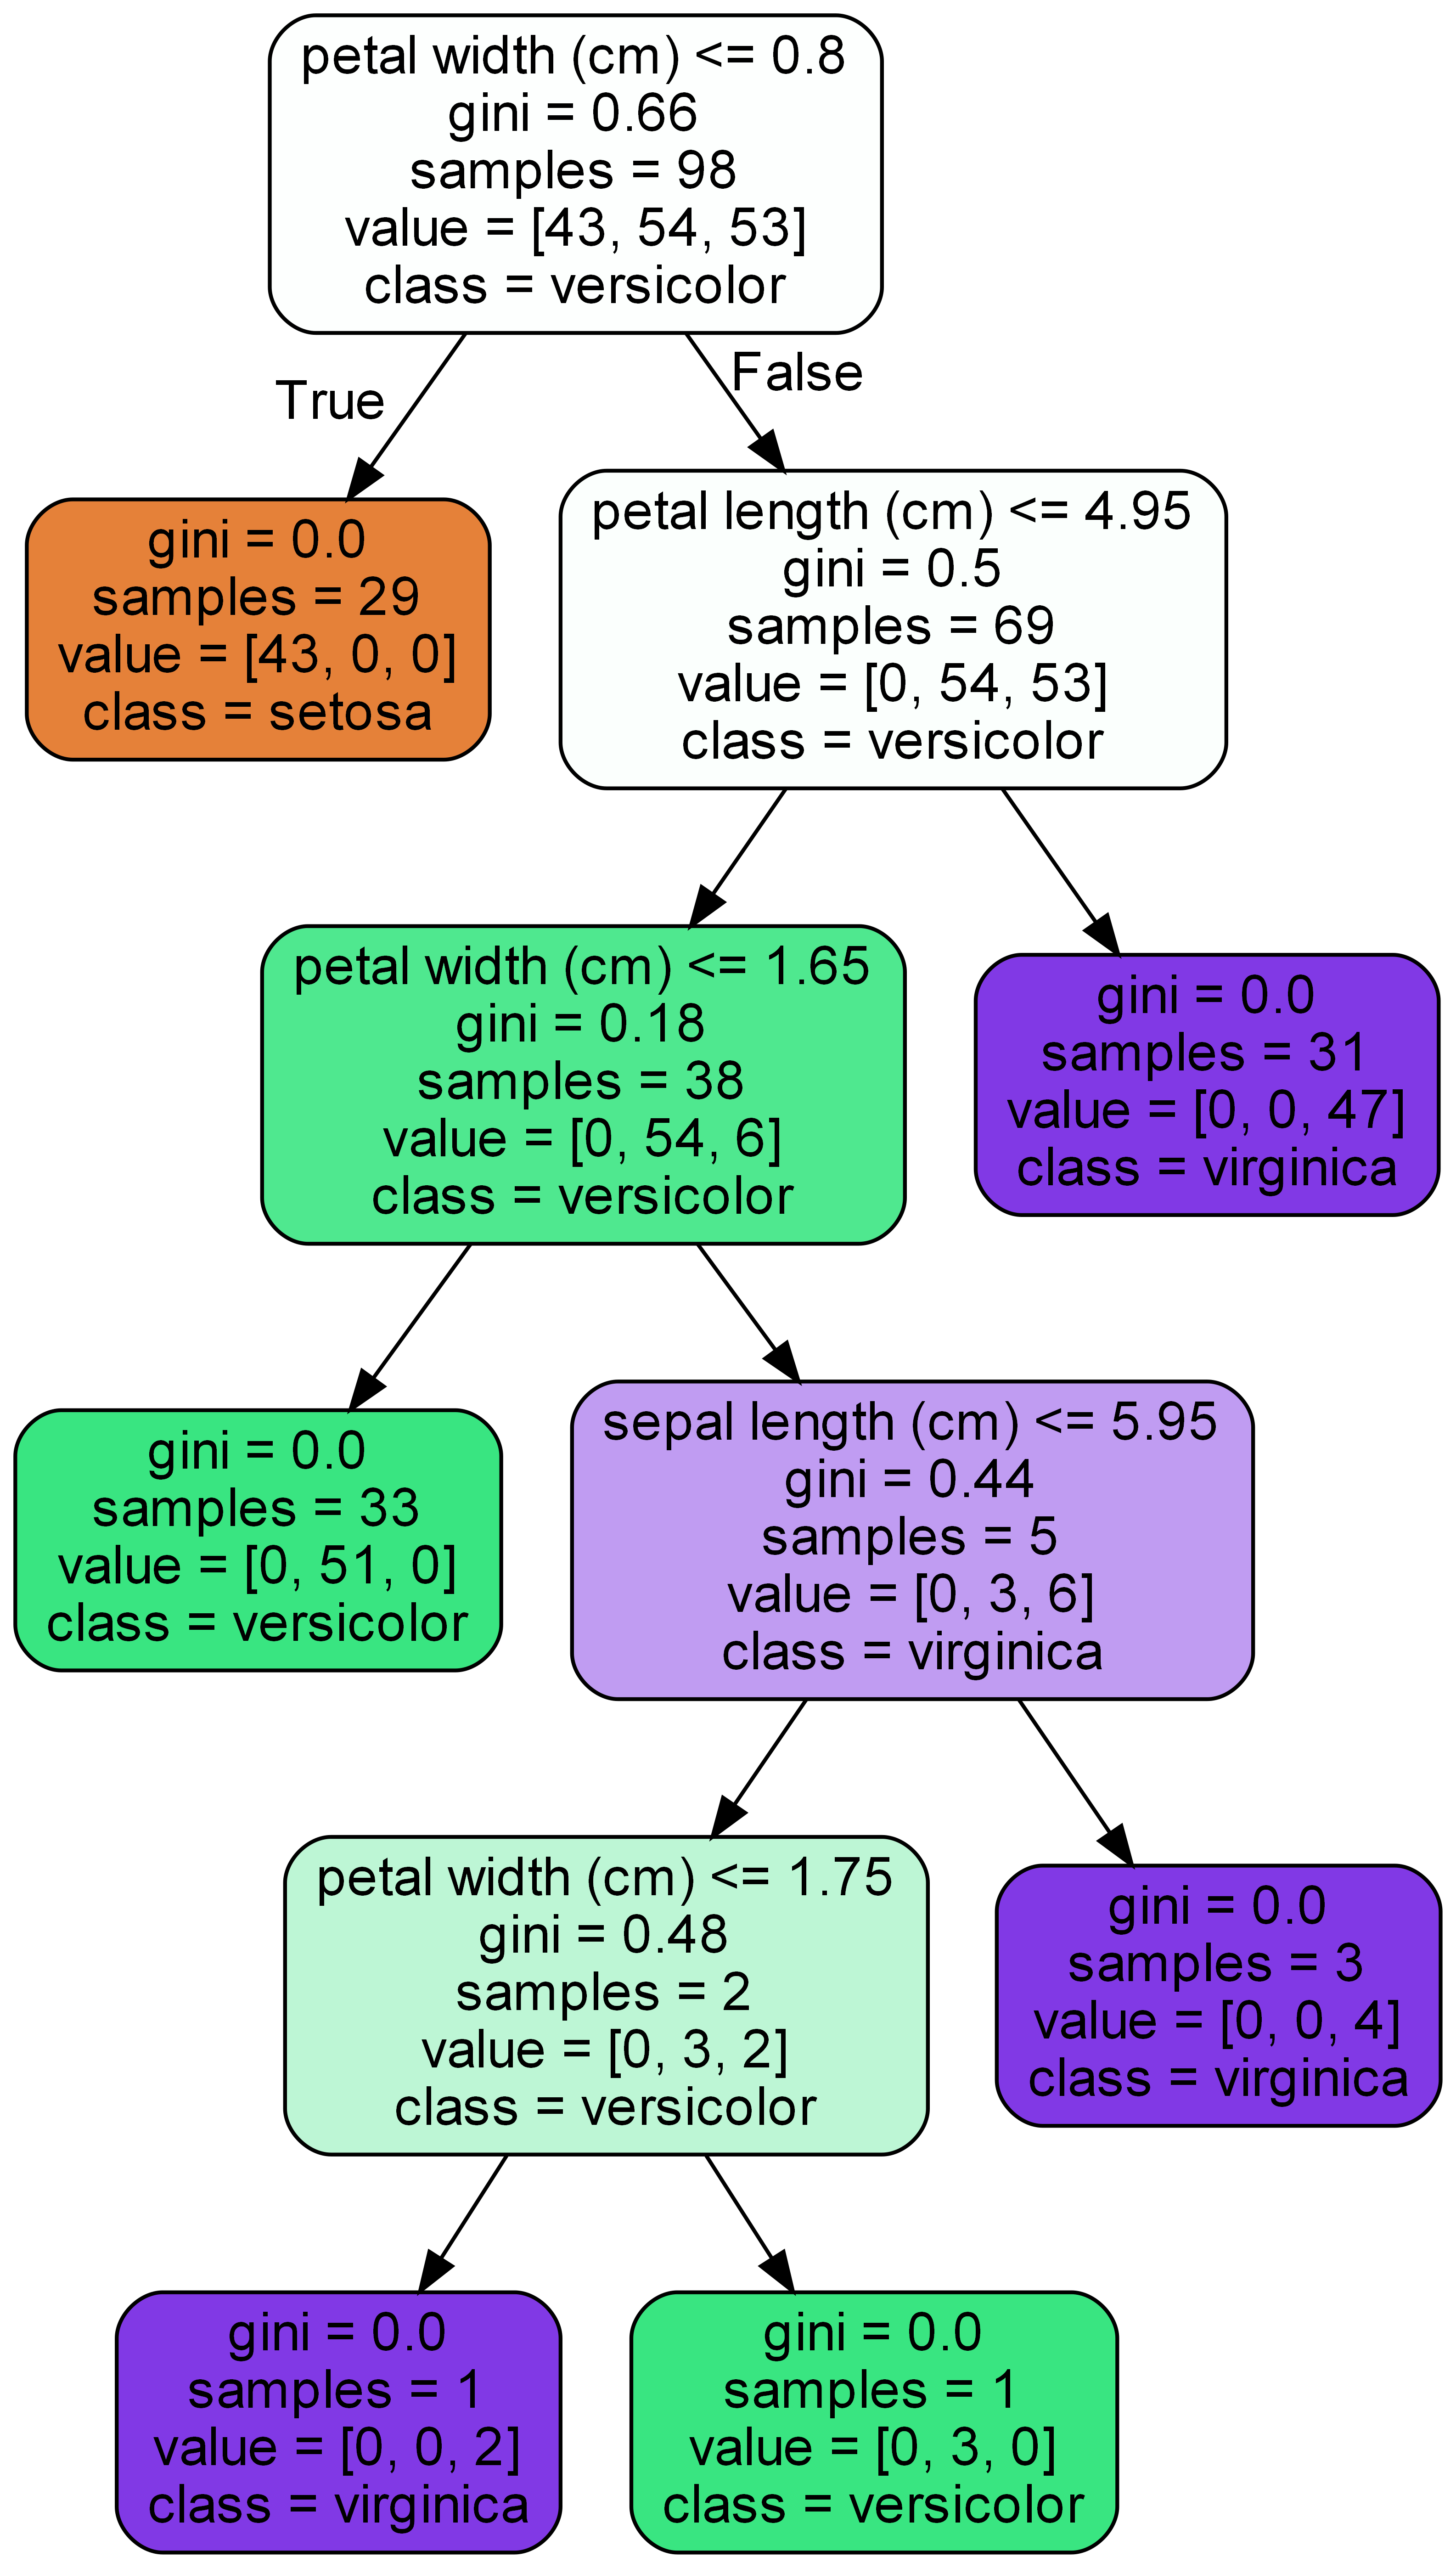 petal width (cm) <= 0.8
gini = 0.66
samples = 98
value = [43, 54, 53]
class = versicolor
True
False
gini = 0.0
samples = 29
value = [43, 0, 0]
class = setosa
petal length (cm) <= 4.95
gini = 0.5
samples = 69
value = [0, 54, 53]
class = versicolor
petal width (cm) <= 1.65
gini = 0.18
samples = 38
value = [0, 54, 6]
class = versicolor
gini = 0.0
samples = 31
value = [0, 0, 47]
class = virginica
gini = 0.0
samples = 33
value = [0, 51, 0]
class = versicolor
sepal length (cm) <= 5.95
gini = 0.44
samples = 5
value = [0, 3, 6]
class = virginica
petal width (cm) <= 1.75
gini = 0.48
samples = 2
value = [0, 3, 2]
class = versicolor
gini = 0.0
samples = 3
value = [0, 0, 4]
class = virginica
gini = 0.0
samples = 1
value = [0, 0, 2]
class = virginica
gini = 0.0
samples = 1
value = [0, 3, 0]
class = versicolor